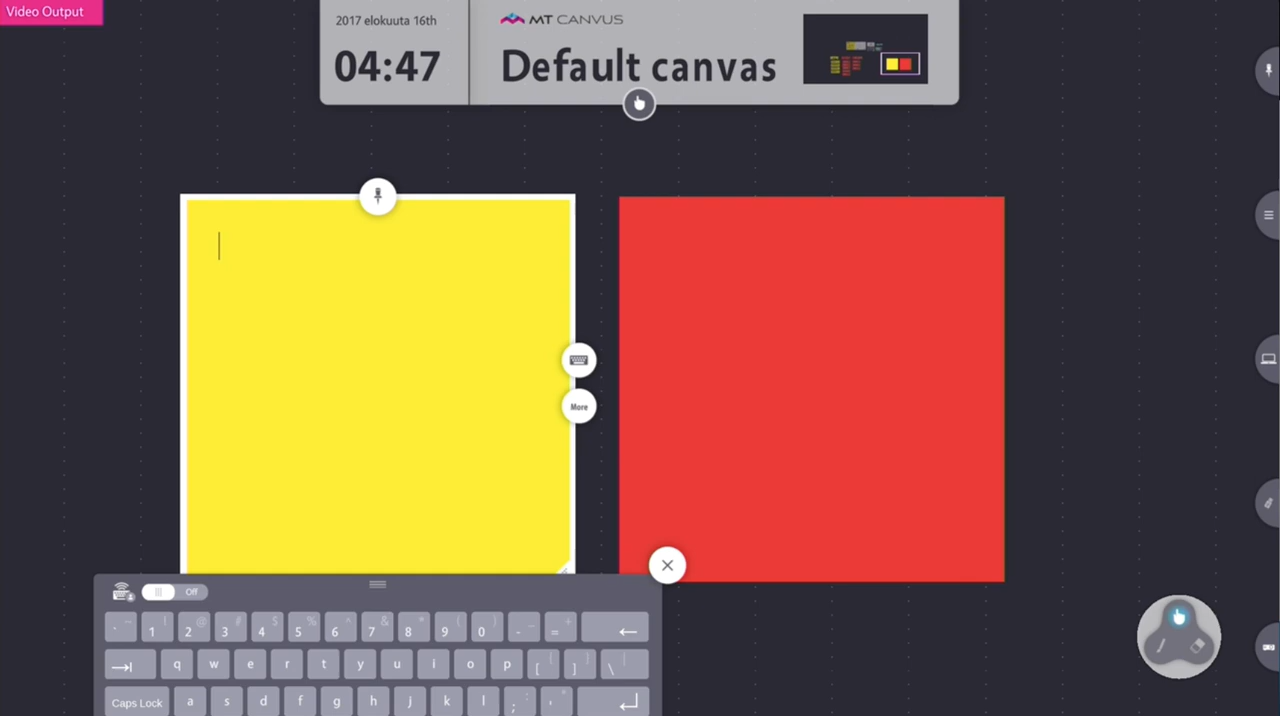 Video Output
2017 elokuuta 16th
04:47
MT CANVUS
Default canvas
More
Off
` ~ 1 ! 2 @ 3 # 4 $ 5 % 6 ^ 7 & 8 * 9 ( 0 ) - _ = + ←
q w e r t y u i o p [ { ] } \ |
Caps Lock a s d f g h j k l ; : ' "